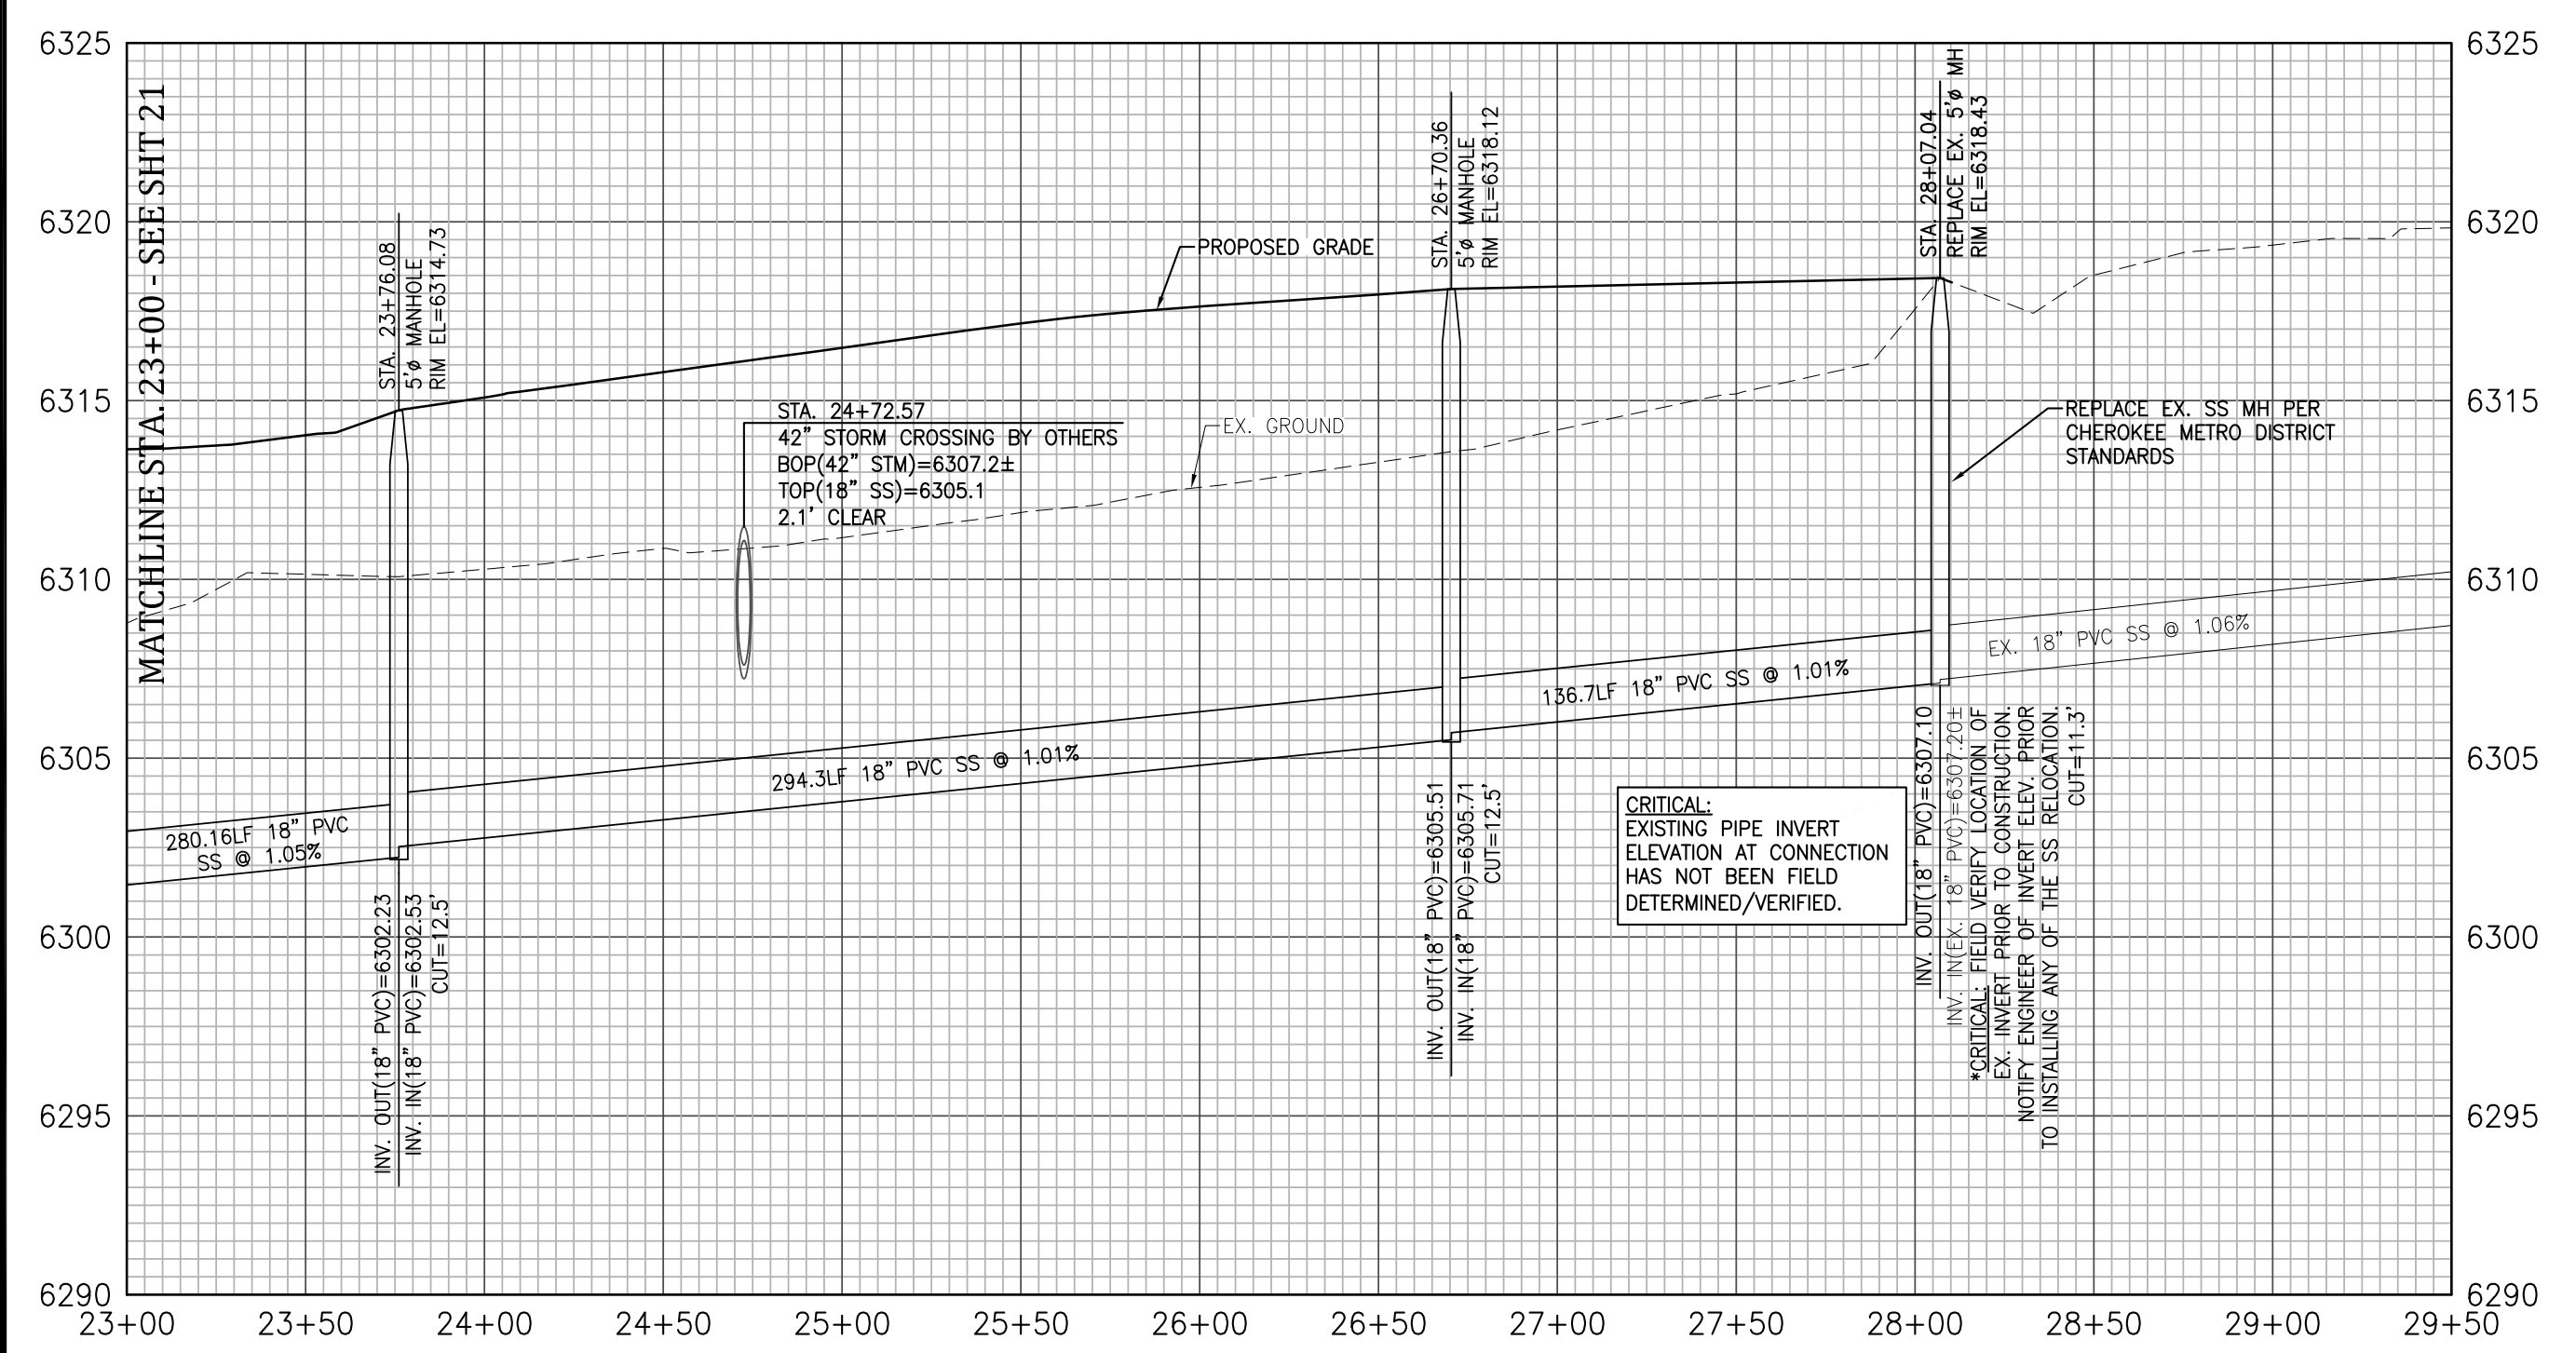 6325
6320
6315
6310
6305
6300
6295
6290
MATCHLINE STA. 23+00 - SEE SHT 21
STA. 23+76.08
5'ø MANHOLE
RIM EL=6314.73
PROPOSED GRADE
STA. 24+72.57
42" STORM CROSSING BY OTHERS
BOP(42" STM)=6307.2±
TOP(18" SS)=6305.1
2.1' CLEAR
EX. GROUND
STA. 26+70.36
5'ø MANHOLE
RIM EL=6318.12
STA. 28+07.04
REPLACE EX. 5'ø MH
RIM EL=6318.43
REPLACE EX. SS MH PER
CHEROKEE METRO DISTRICT
STANDARDS
280.16LF 18" PVC
SS @ 1.05%
294.3LF 18" PVC SS @ 1.01%
136.7LF 18" PVC SS @ 1.01%
EX. 18" PVC SS @ 1.06%
INV. OUT(18" PVC)=6302.23
INV. IN(18" PVC)=6302.53
CUT=12.5'
INV. OUT(18" PVC)=6305.51
INV. IN(18" PVC)=6305.71
CUT=12.5'
CRITICAL:
EXISTING PIPE INVERT
ELEVATION AT CONNECTION
HAS NOT BEEN FIELD
DETERMINED/VERIFIED.
INV. OUT(18" PVC)=6307.10
INV. IN(EX. 18" PVC)=6307.20±
*CRITICAL: FIELD VERIFY LOCATION OF
EX. INVERT PRIOR TO CONSTRUCTION.
NOTIFY ENGINEER OF INVERT ELEV. PRIOR
TO INSTALLING ANY OF THE SS RELOCATION.
CUT=11.3'
6325
6320
6315
6310
6305
6300
6295
6290
23+00 23+50 24+00 24+50 25+00 25+50 26+00 26+50 27+00 27+50 28+00 28+50 29+00 29+50